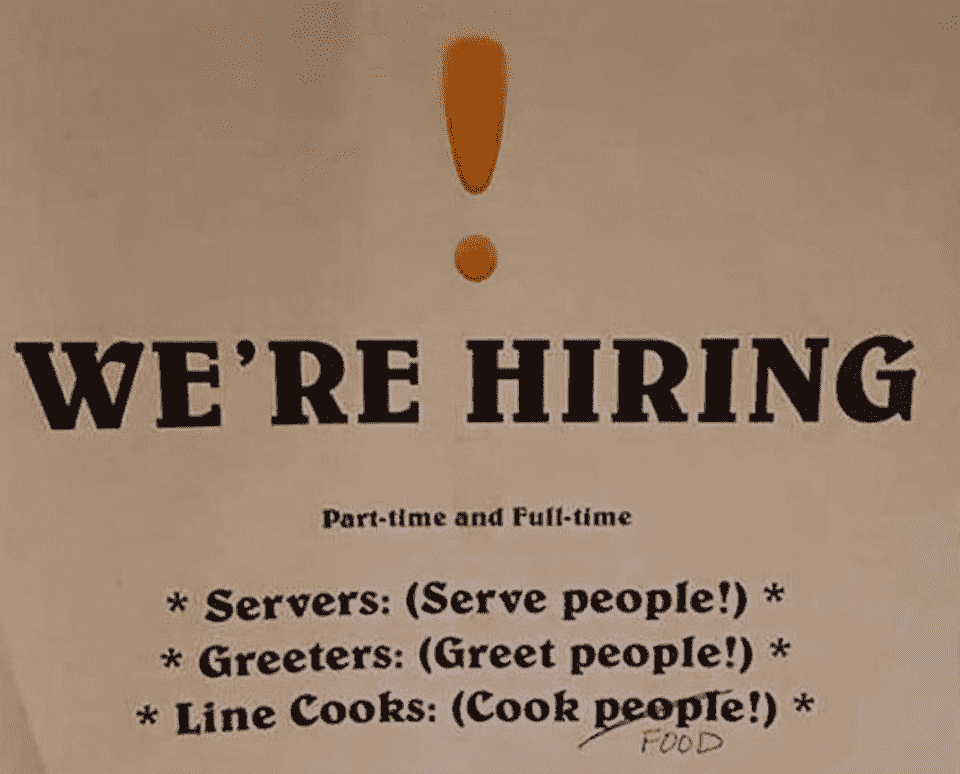 !
WE'RE HIRING
Part-time and Full-time
* Servers: (Serve people!) *
* Greeters: (Greet people!) *
* Line Cooks: (Cook people!) *
FOOD